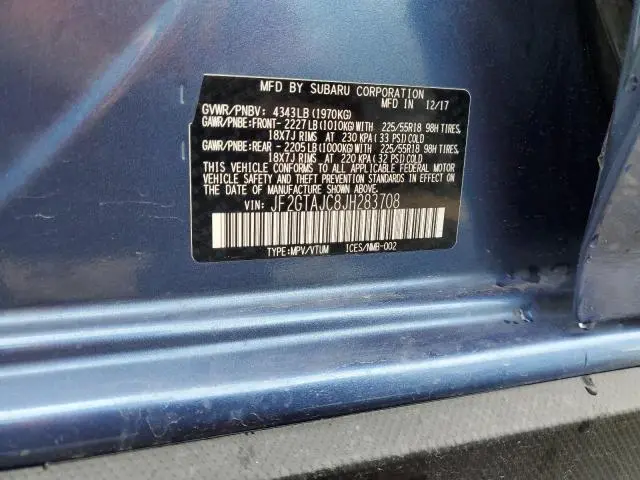 MFD BY SUBARU CORPORATION
MFD IN 12/17
GVWR/PNBV: 4343LB (1970KG)
GAWR/PNBE:FRONT- 2227LB(1010KG)WITH 225/55R18 98H TIRES,
18X7J RIMS AT 230 KPA(33 PSI)COLD
GAWR/PNBE:REAR - 2205LB(1000KG)WITH 225/55R18 98H TIRES,
18X7J RIMS AT 220 KPA(32 PSI)COLD
THIS VEHICLE CONFORMS TO ALL APPLICABLE FEDERAL MOTOR
VEHICLE SAFETY AND THEFT PREVENTION STANDARDS IN EFFECT
ON THE DATE OF MANUFACTURE SHOWN ABOVE.
VIN: JF2GTAJC8JH283708
TYPE:MPV/VTUM ICES/NMB-002